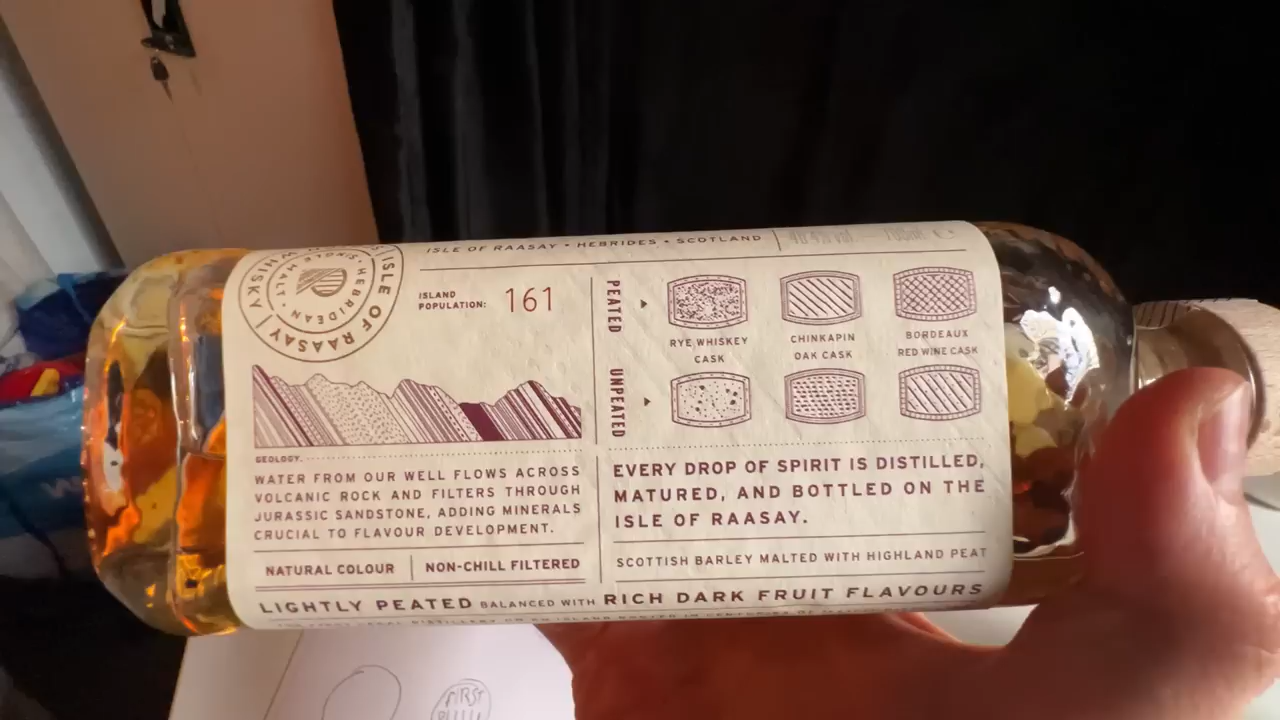 ISLE OF RAASAY
WHISKY
HEBRIDEAN
SINGLE MALT
ISLE OF RAASAY • HEBRIDES • SCOTLAND
700ml
ISLAND
POPULATION: 161
PEATED
RYE WHISKEY
CASK
CHINKAPIN
OAK CASK
BORDEAUX
RED WINE CASK
UNPEATED
GEOLOGY.
WATER FROM OUR WELL FLOWS ACROSS
VOLCANIC ROCK AND FILTERS THROUGH
JURASSIC SANDSTONE, ADDING MINERALS
CRUCIAL TO FLAVOUR DEVELOPMENT.
NATURAL COLOUR
NON-CHILL FILTERED
EVERY DROP OF SPIRIT IS DISTILLED,
MATURED, AND BOTTLED ON THE
ISLE OF RAASAY.
SCOTTISH BARLEY MALTED WITH HIGHLAND PEAT
LIGHTLY PEATED BALANCED WITH RICH DARK FRUIT FLAVOURS
FIRST